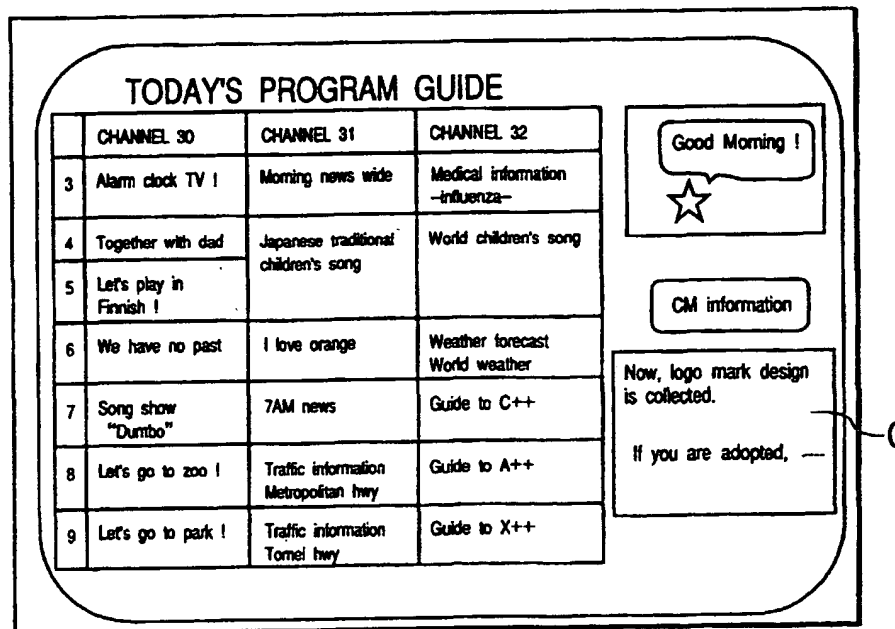 TODAY'S PROGRAM GUIDE
CHANNEL 30 CHANNEL 31 CHANNEL 32
3 Alarm clock TV ! Morning news wide Medical information
-influenza-
4 Together with dad Japanese traditional World children's song
children's song
5 Let's play in
Finnish !
6 We have no past I love orange Weather forecast
World weather
7 Song show 7AM news Guide to C++
"Dumbo"
8 Let's go to zoo ! Traffic information Guide to A++
Metropolitan hwy
9 Let's go to park ! Traffic information Guide to X++
Tomei hwy
Good Morning !
CM information
Now, logo mark design
is collected.
If you are adopted, —